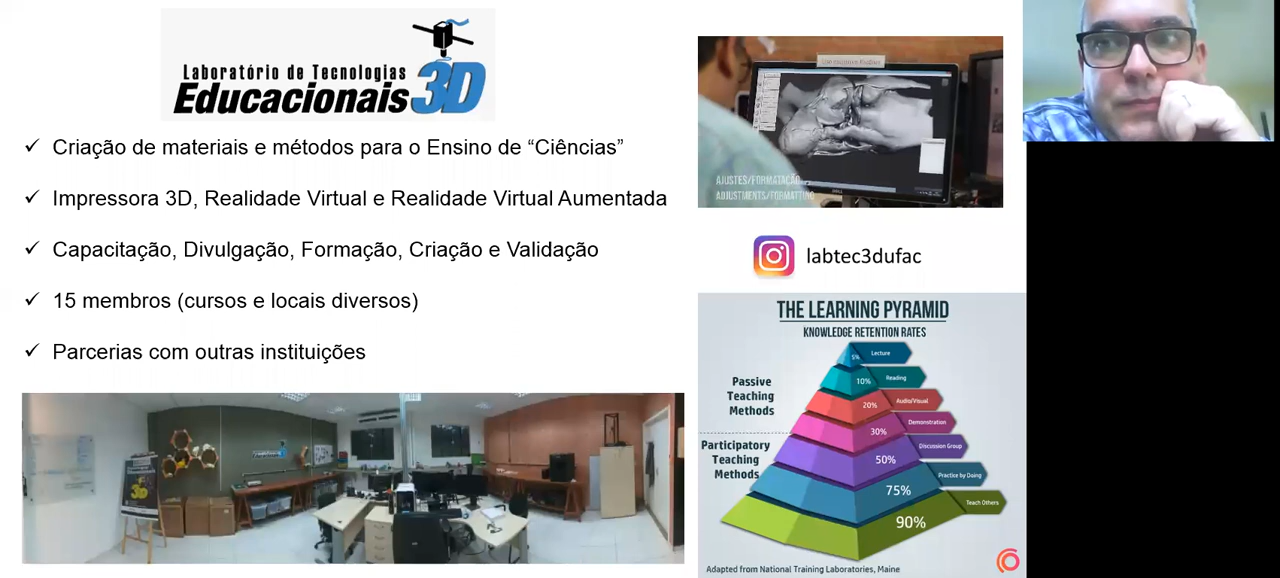 Laboratório de Tecnologias
Educacionais 3D
✓ Criação de materiais e métodos para o Ensino de “Ciências”
✓ Impressora 3D, Realidade Virtual e Realidade Virtual Aumentada
✓ Capacitação, Divulgação, Formação, Criação e Validação
✓ 15 membros (cursos e locais diversos)
✓ Parcerias com outras instituições
AJUSTES/FORMATAÇÃO
ADJUSTMENTS/FORMATTING
labtec3dufac
THE LEARNING PYRAMID
KNOWLEDGE RETENTION RATES
5% Lecture
10% Reading
20% Audio/Visual
30% Demonstration
50% Discussion Group
75% Practice by Doing
90% Teach Others
Passive
Teaching
Methods
Participatory
Teaching
Methods
Adapted from National Training Laboratories, Maine